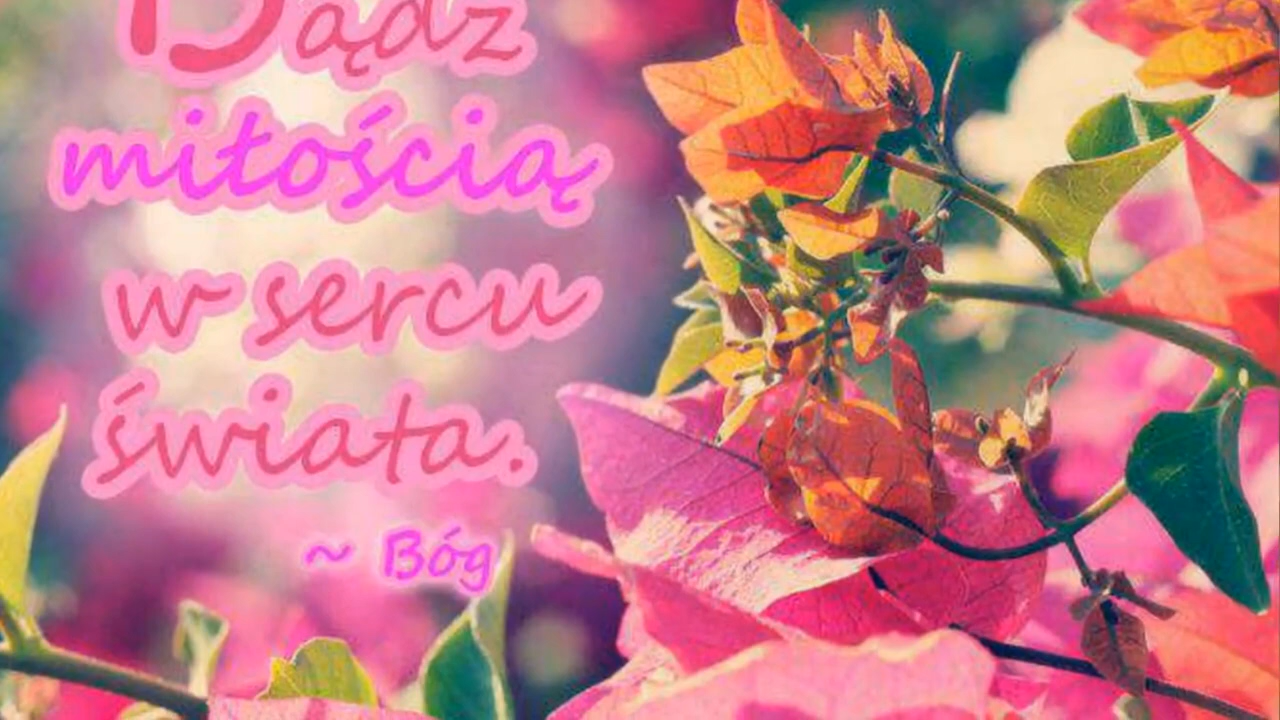 Bądź
miłością
w sercu
świata.
~ Bóg